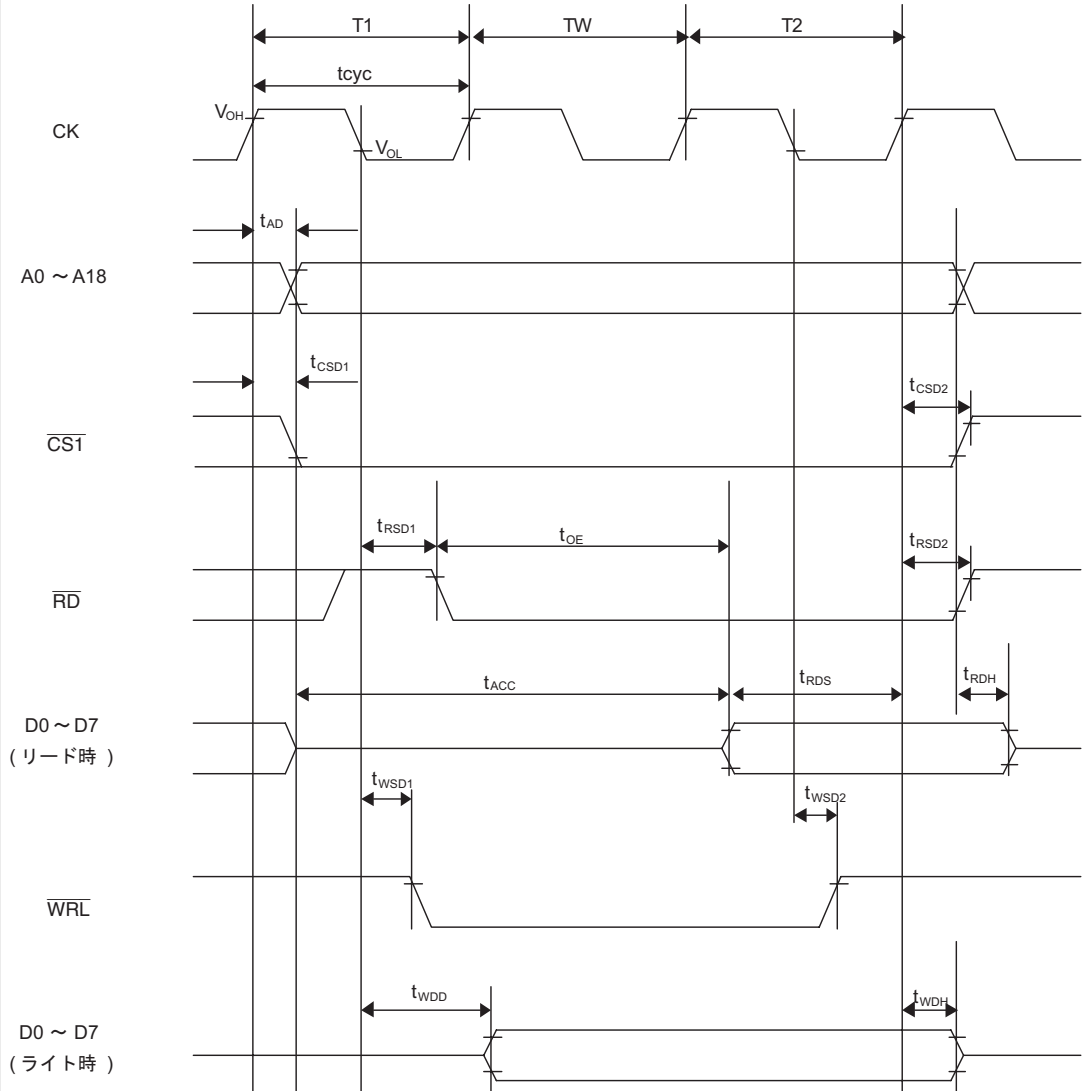 T1 TW T2
tcyc
CK
VOH
VOL
tAD
A0 ～ A18
tCSD1
tCSD2
CS1
tRSD1
tOE
tRSD2
RD
tACC
tRDS
tRDH
D0 ～ D7
( リード時 )
tWSD1
tWSD2
WRL
tWDD
tWDH
D0 ～ D7
( ライト時 )